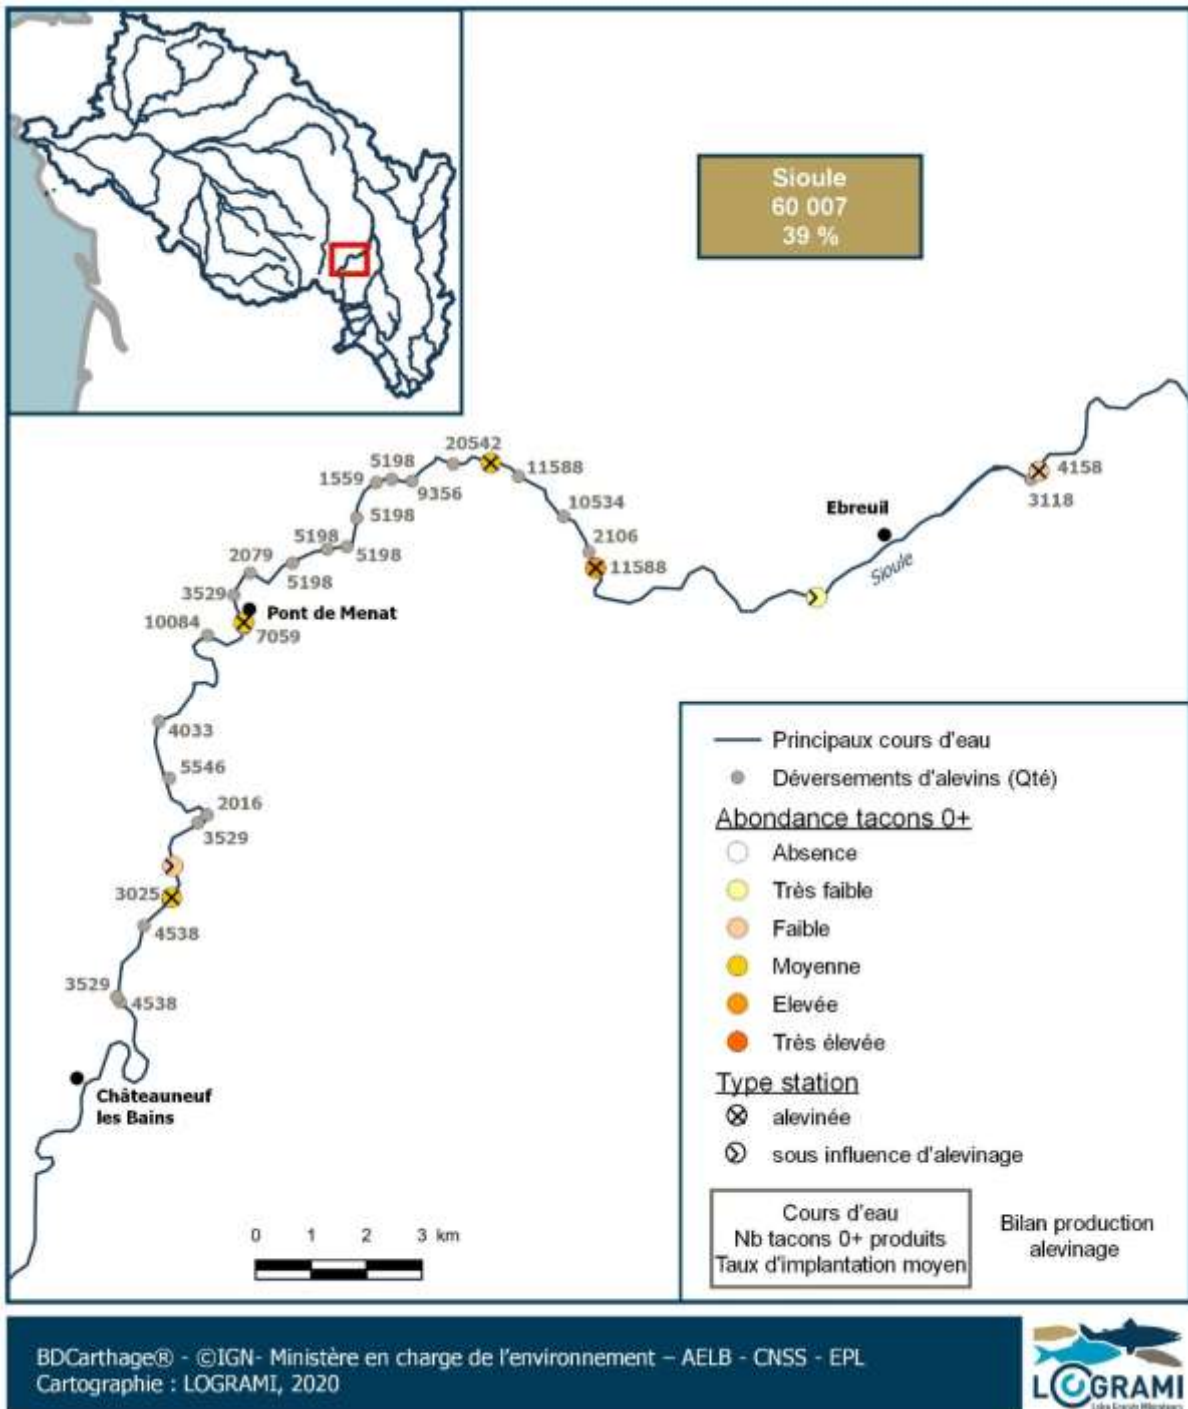 Sioule
60 007
39 %
20542
5198
11588
1559
9356
4158
3118
10534
Ebreuil
5198
2106
5198
5198
Sioule
2079
5198
11588
3529
Pont de Menat
10084
7059
4033
5546
2016
3529
3025
4538
3529
4538
Châteauneuf
les Bains
0 1 2 3 km
Principaux cours d'eau
Déversements d'alevins (Qté)
Abondance tacons 0+
Absence
Très faible
Faible
Moyenne
Elevée
Très élevée
Type station
alevinée
sous influence d'alevinage
Cours d'eau
Nb tacons 0+ produits
Taux d'implantation moyen
Bilan production
alevinage
BDCarthage® - ©IGN- Ministère en charge de l'environnement – AELB - CNSS - EPL
Cartographie : LOGRAMI, 2020
LOGRAMI
Loire Grands Migrateurs